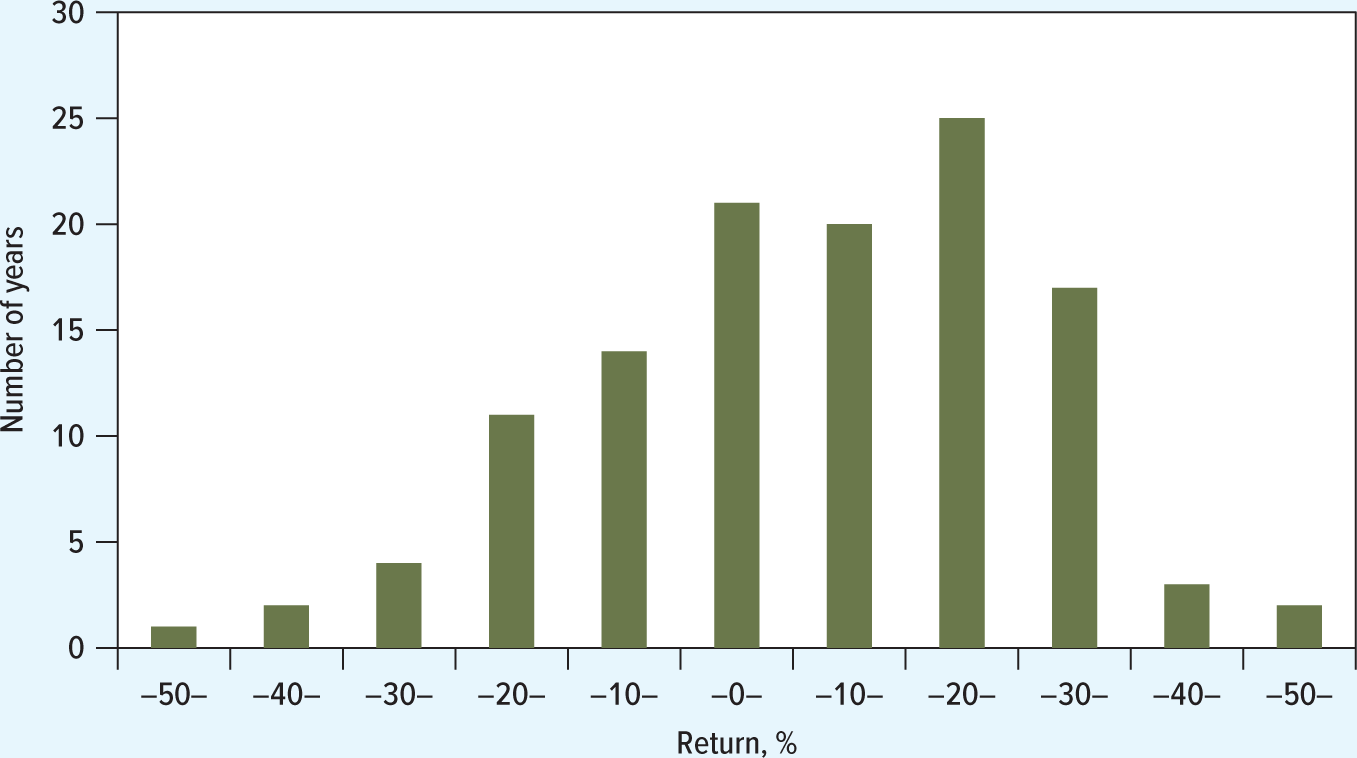 30
25
20
15
10
5
0
Number of years
–50– –40– –30– –20– –10– –0– –10– –20– –30– –40– –50–
Return, %